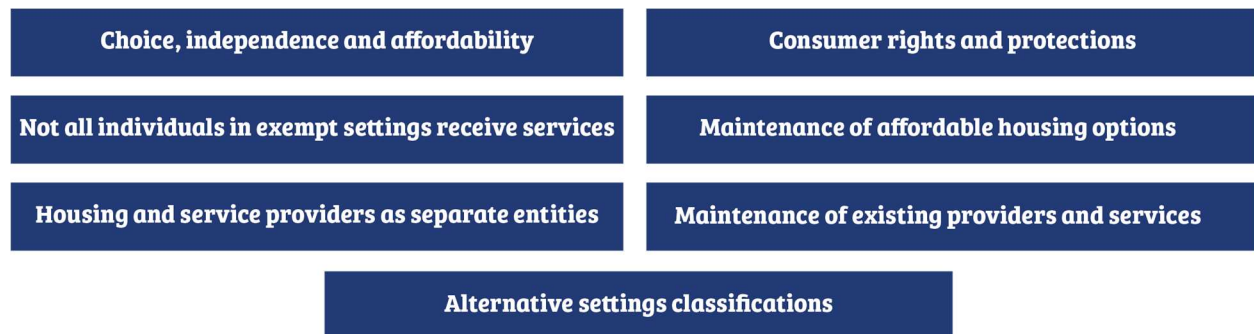 Choice, independence and affordability
Consumer rights and protections
Not all individuals in exempt settings receive services
Maintenance of affordable housing options
Housing and service providers as separate entities
Maintenance of existing providers and services
Alternative settings classifications